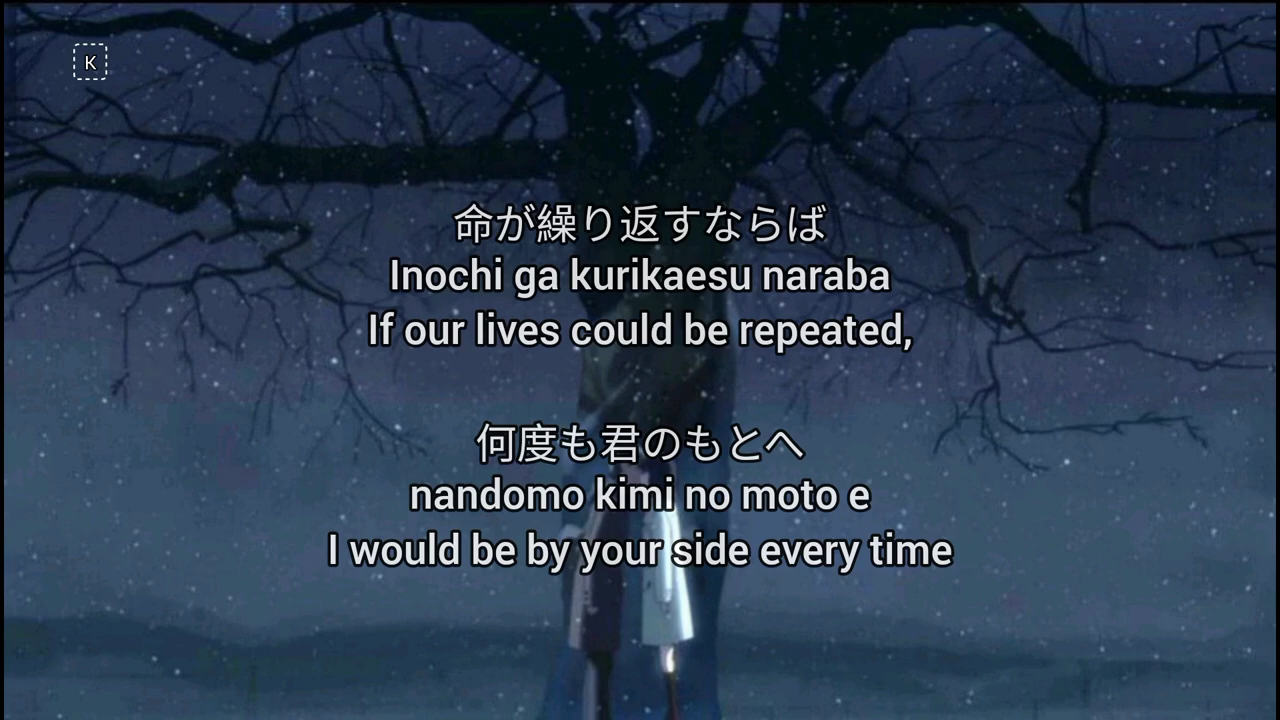 K
命が繰り返すならば
Inochi ga kurikaesu naraba
If our lives could be repeated,
何度も君のもとへ
nandomo kimi no moto e
I would be by your side every time